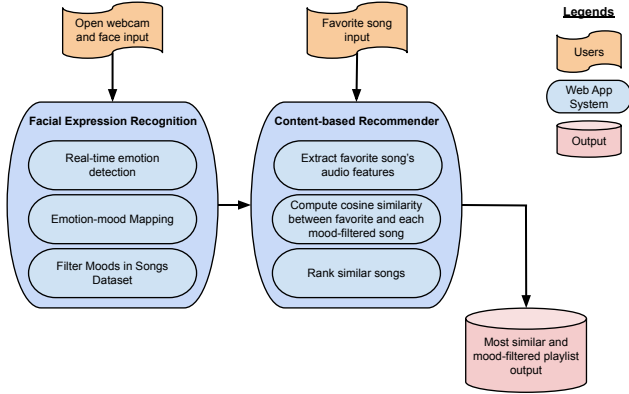 Open webcam
and face input
Favorite song
input
Legends
Users
Web App
System
Output
Facial Expression Recognition
Real-time emotion
detection
Emotion-mood Mapping
Filter Moods in Songs
Dataset
Content-based Recommender
Extract favorite song's
audio features
Compute cosine similarity
between favorite and each
mood-filtered song
Rank similar songs
Most similar and
mood-filtered playlist
output